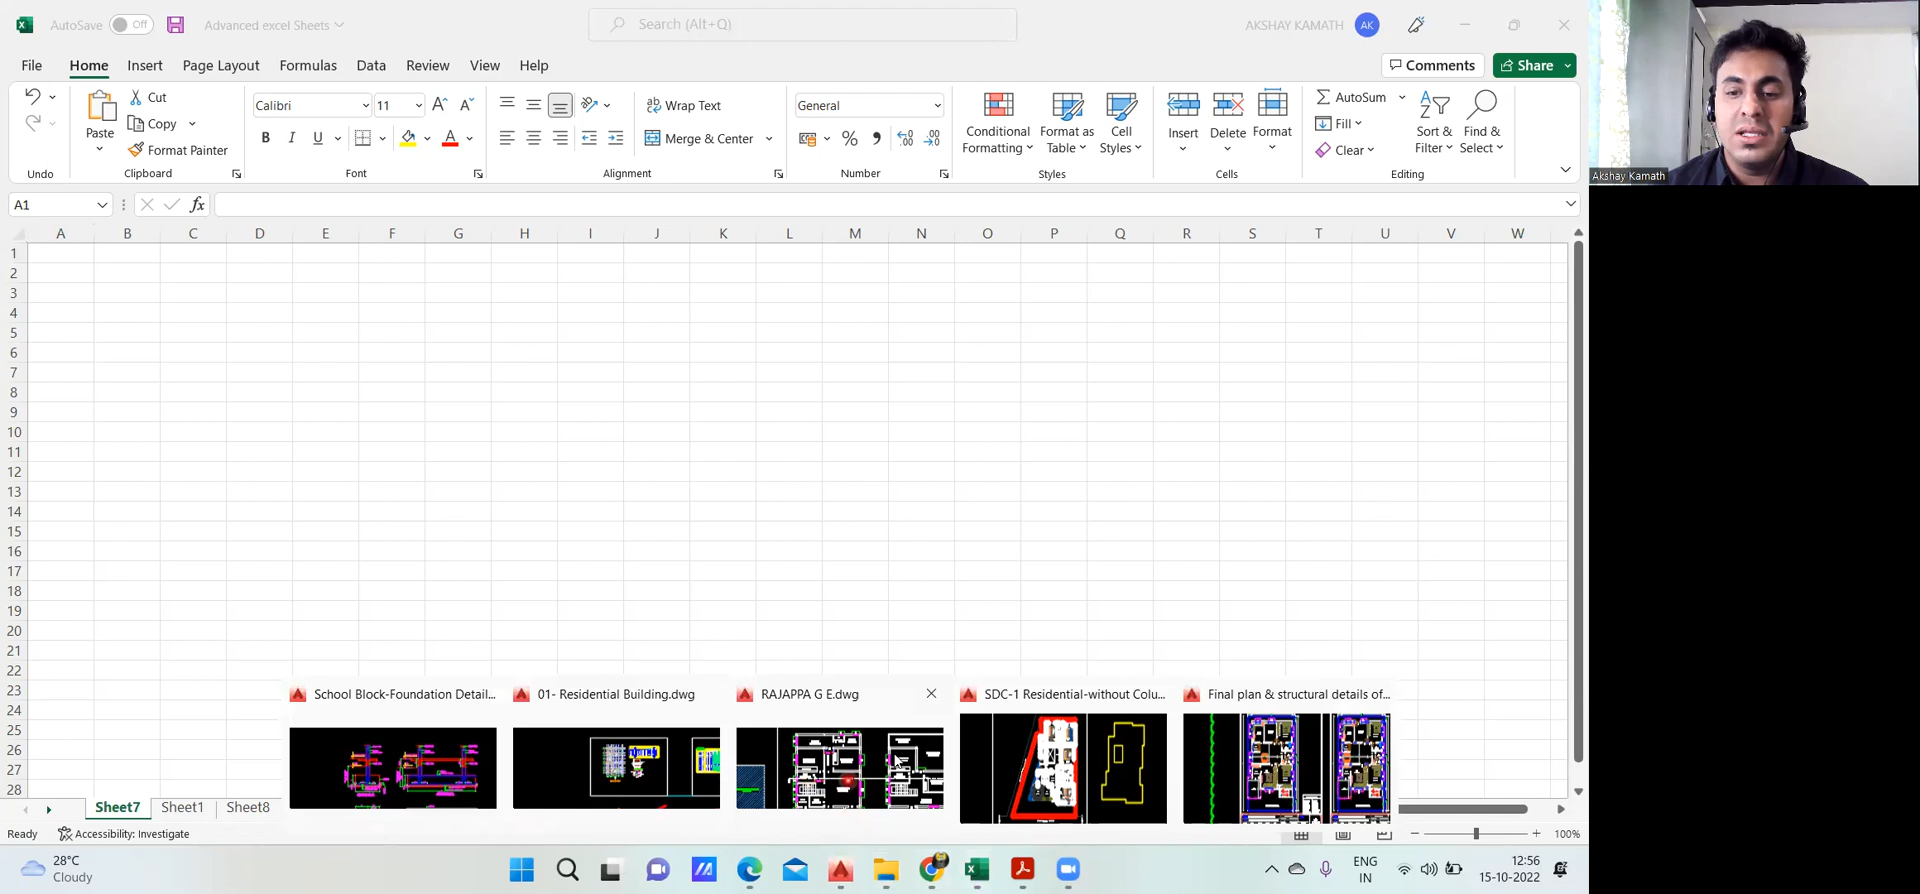 AutoSave Off Advanced excel Sheets Search (Alt+Q) AKSHAY KAMATH AK
File Home Insert Page Layout Formulas Data Review View Help Comments Share
Paste Cut Copy Format Painter
Calibri 11 B I U
Wrap Text Merge & Center
General
Conditional Formatting Format as Table Cell Styles
Insert Delete Format
AutoSum Fill Clear
Sort & Filter Find & Select
Undo Clipboard Font Alignment Number Styles Cells Editing
Akshay Kamath
A1 fx
A B C D E F G H I J K L M N O P Q R S T U V W
1
2
3
4
5
6
7
8
9
10
11
12
13
14
15
16
17
18
19
20
21
22
23
24
25
26
27
28
School Block-Foundation Detail... 01- Residential Building.dwg RAJAPPA G E.dwg SDC-1 Residential-without Colu... Final plan & structural details of...
Sheet7 Sheet1 Sheet8
Ready Accessibility: Investigate 100%
28°C
Cloudy
ENG
IN
12:56
15-10-2022